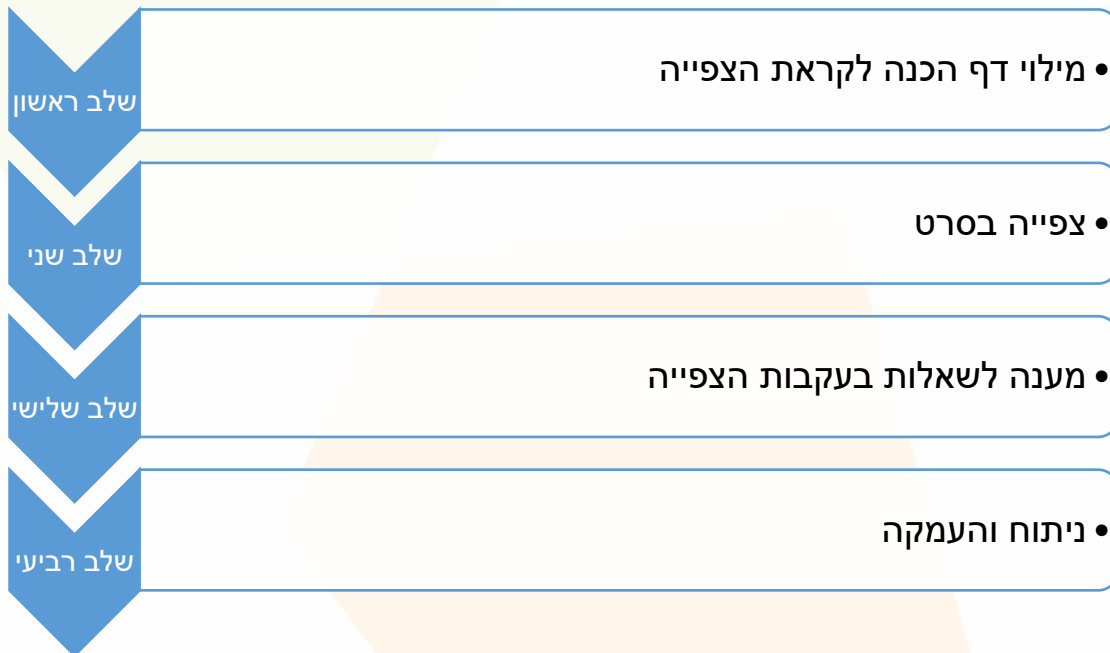 שלב ראשון
• מילוי דף הכנה לקראת הצפייה
שלב שני
• צפייה בסרט
שלב שלישי
• מענה לשאלות בעקבות הצפייה
שלב רביעי
• ניתוח והעמקה